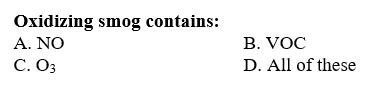 Oxidizing smog contains:
A. NO B. VOC
C. O₃ D. All of these